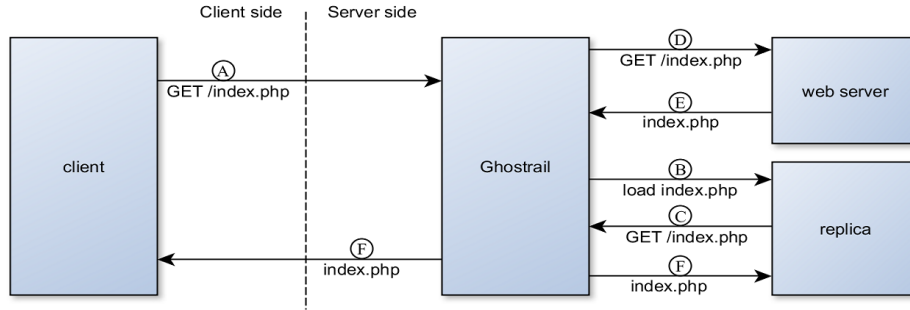 Client side
Server side
client
A
GET /index.php
F
index.php
Ghostrail
D
GET /index.php
E
index.php
B
load index.php
C
GET /index.php
F
index.php
web server
replica